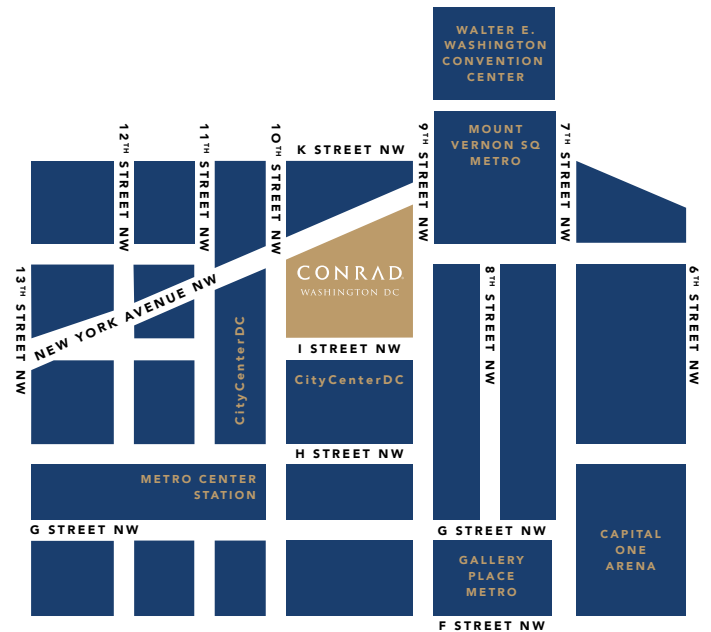 WALTER E.
WASHINGTON
CONVENTION
CENTER
MOUNT
VERNON SQ
METRO
12TH STREET NW
11TH STREET NW
10TH STREET NW
K STREET NW
9TH STREET NW
7TH STREET NW
13TH STREET NW
NEW YORK AVENUE NW
CONRAD
WASHINGTON DC
8TH STREET NW
6TH STREET NW
I STREET NW
CityCenterDC
CityCenterDC
H STREET NW
METRO CENTER
STATION
G STREET NW
G STREET NW
CAPITAL
ONE
ARENA
GALLERY
PLACE
METRO
F STREET NW